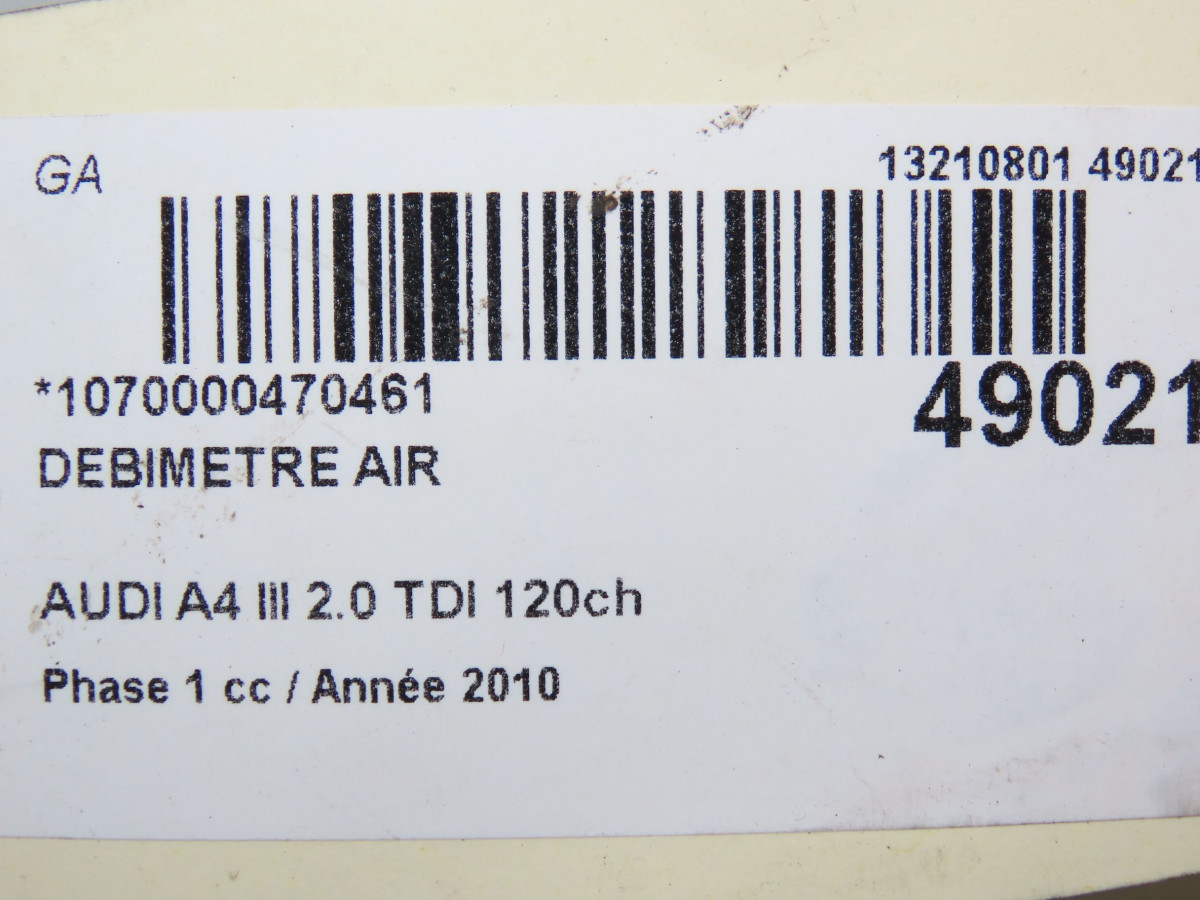 GA
13210801 49021
*1070000470461
49021
DEBIMETRE AIR
AUDI A4 III 2.0 TDI 120ch
Phase 1 cc / Année 2010